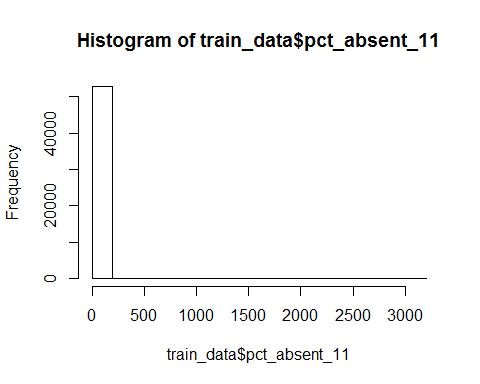 Histogram of train_data$pct_absent_11
Frequency
40000
20000
0
0 500 1000 1500 2000 2500 3000
train_data$pct_absent_11